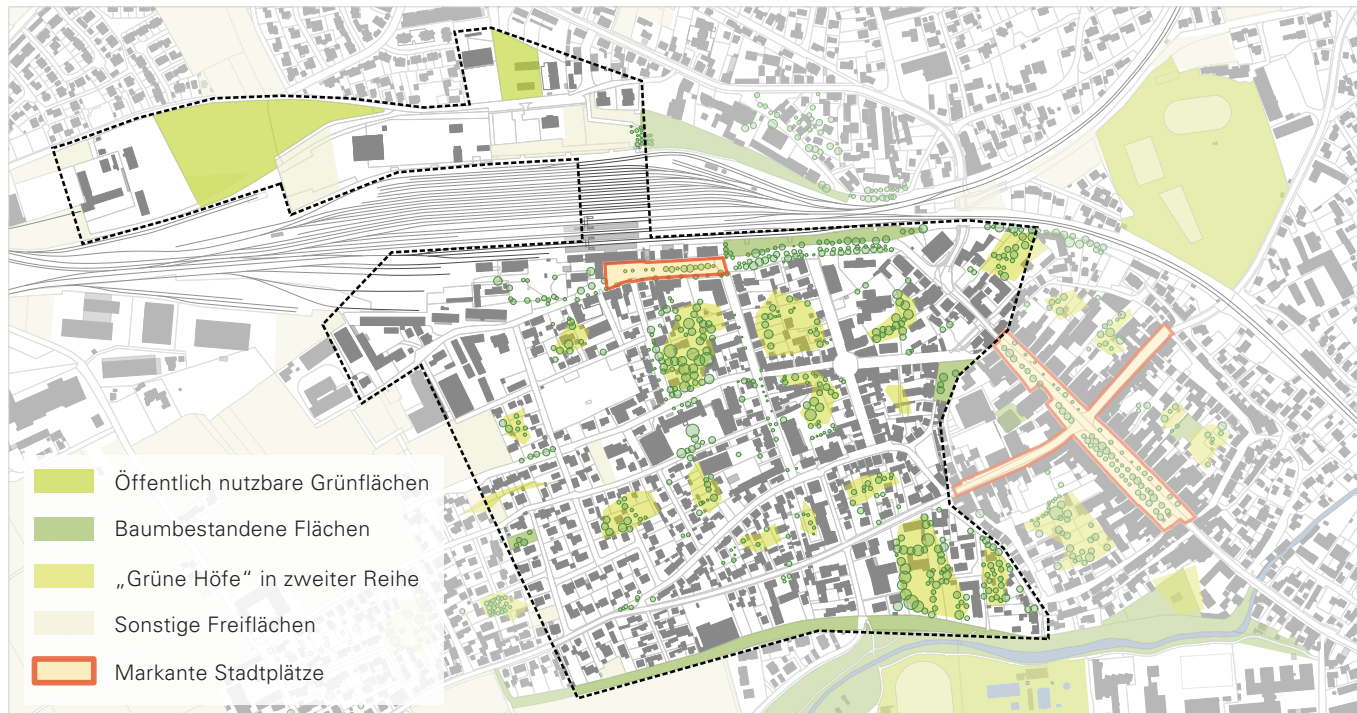 Öffentlich nutzbare Grünflächen
Baumbestandene Flächen
„Grüne Höfe“ in zweiter Reihe
Sonstige Freiflächen
Markante Stadtplätze